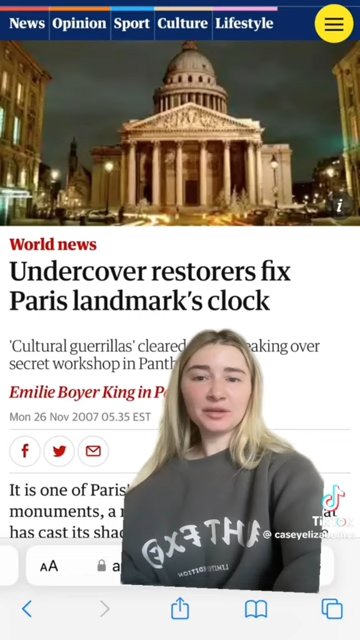 News Opinion Sport Culture Lifestyle
i
World news
Undercover restorers fix
Paris landmark's clock
'Cultural guerrillas' cleared eaking over
secret workshop in Panth
Emilie Boyer King in P
Mon 26 Nov 2007 05.35 EST
It is one of Paris'
monuments, a
has cast its shad
TikTok
AA